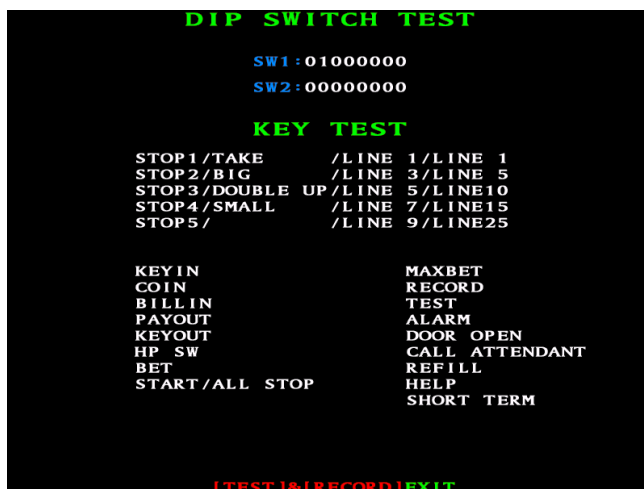 DIP SWITCH TEST
SW1:01000000
SW2:00000000
KEY TEST
STOP1/TAKE /LINE 1/LINE 1
STOP2/BIG /LINE 3/LINE 5
STOP3/DOUBLE UP/LINE 5/LINE10
STOP4/SMALL /LINE 7/LINE15
STOP5/ /LINE 9/LINE25
KEYIN MAXBET
COIN RECORD
BILLIN TEST
PAYOUT ALARM
KEYOUT DOOR OPEN
HP SW CALL ATTENDANT
BET REFILL
START/ALL STOP HELP
SHORT TERM
[TEST]&[RECORD]EXIT